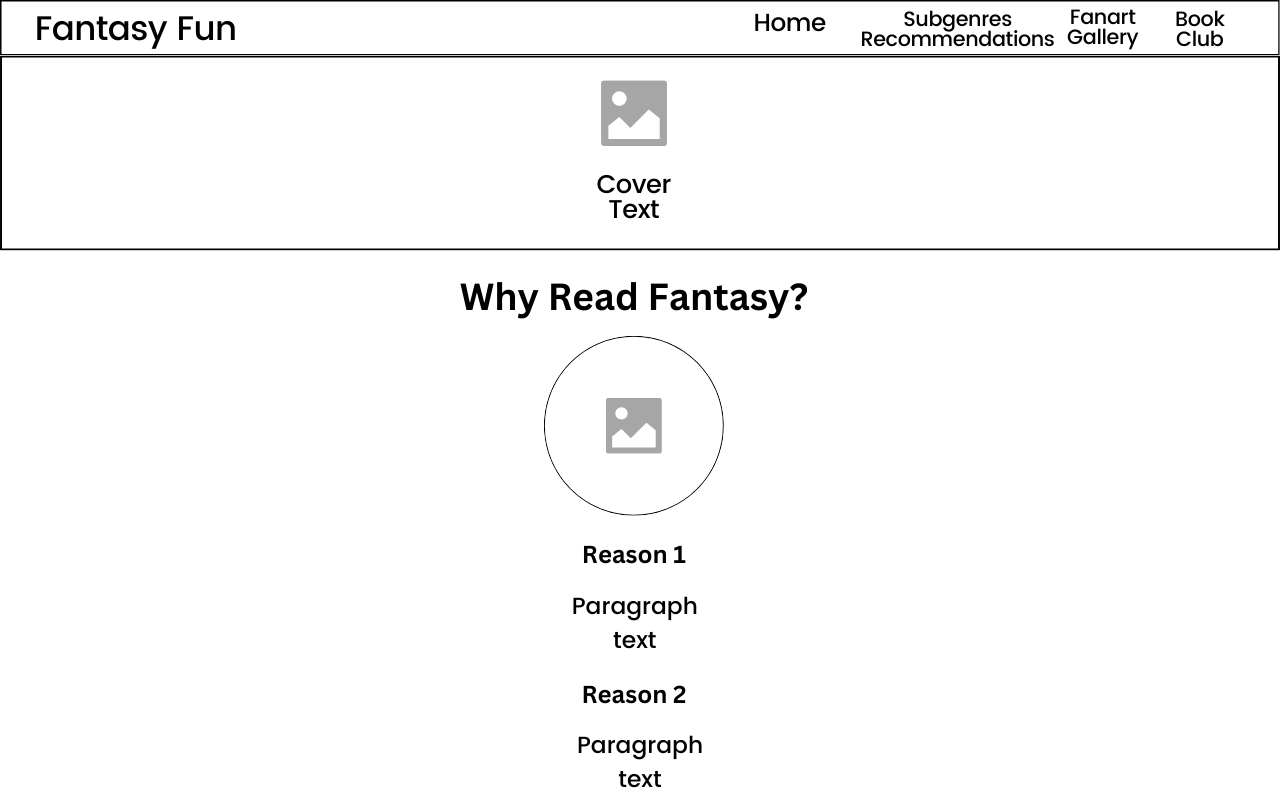 Fantasy Fun
Home
Subgenres
Recommendations
Fanart
Gallery
Book
Club
Cover
Text
Why Read Fantasy?
Reason 1
Paragraph
text
Reason 2
Paragraph
text